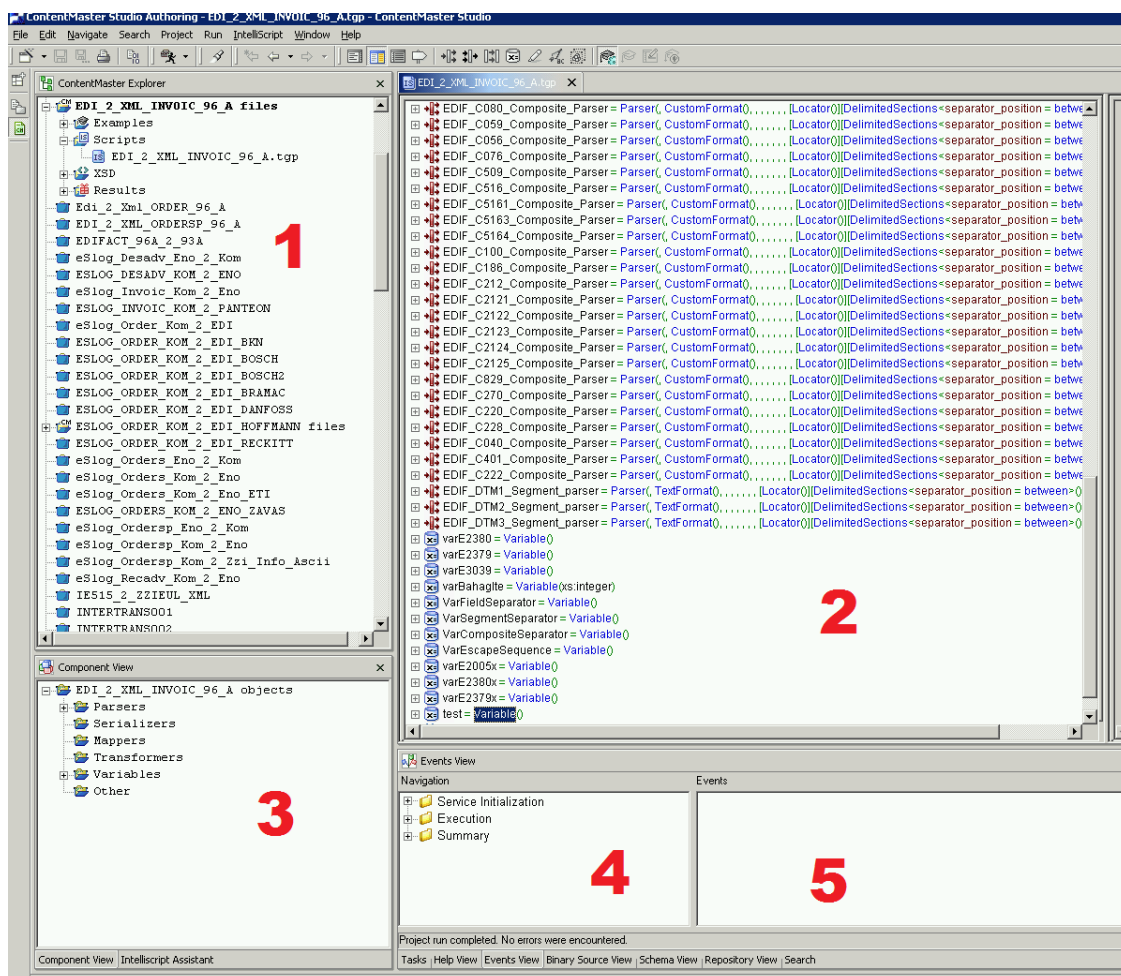 ContentMaster Studio Authoring - EDI_2_XML_INVOIC_96_A.tgp - ContentMaster Studio
File Edit Navigate Search Project Run IntelliScript Window Help
ContentMaster Explorer
EDI_2_XML_INVOIC_96_A files
Examples
Scripts
EDI_2_XML_INVOIC_96_A.tgp
XSD
Results
Edi_2_Xml_ORDER_96_A
EDI_2_XML_ORDERSP_96_A
EDIFACT_96A_2_93A
eSlog_Desadv_Eno_2_Kom
ESLOG_DESADV_KOM_2_ENO
eSlog_Invoic_Kom_2_Eno
ESLOG_INVOIC_KOM_2_PANTEON
eSlog_Order_Kom_2_EDI
ESLOG_ORDER_KOM_2_EDI_BKN
ESLOG_ORDER_KOM_2_EDI_BOSCH
ESLOG_ORDER_KOM_2_EDI_BOSCH2
ESLOG_ORDER_KOM_2_EDI_BRAMAC
ESLOG_ORDER_KOM_2_EDI_DANFOSS
ESLOG_ORDER_KOM_2_EDI_HOFFMANN files
ESLOG_ORDER_KOM_2_EDI_RECKITT
eSlog_Orders_Eno_2_Kom
eSlog_Orders_Kom_2_Eno
eSlog_Orders_Kom_2_Eno_ETI
ESLOG_ORDERS_KOM_2_ENO_ZAVAS
eSlog_Ordersp_Eno_2_Kom
eSlog_Ordersp_Kom_2_Eno
eSlog_Ordersp_Kom_2_Zzi_Info_Ascii
eSlog_Recadv_Kom_2_Eno
IE515_2_ZZIEUL_XML
INTERTRANS001
INTERTRANS002
1
EDI_2_XML_INVOIC_96_A.tgp
EDIF_C080_Composite_Parser = Parser(, CustomFormat(), , , , , , , [Locator()][DelimitedSections<separator_position = betwe
EDIF_C059_Composite_Parser = Parser(, CustomFormat(), , , , , , , [Locator()][DelimitedSections<separator_position = betwe
EDIF_C056_Composite_Parser = Parser(, CustomFormat(), , , , , , , [Locator()][DelimitedSections<separator_position = betwe
EDIF_C076_Composite_Parser = Parser(, CustomFormat(), , , , , , , [Locator()][DelimitedSections<separator_position = betwe
EDIF_C509_Composite_Parser = Parser(, CustomFormat(), , , , , , , [Locator()][DelimitedSections<separator_position = betwe
EDIF_C516_Composite_Parser = Parser(, CustomFormat(), , , , , , , [Locator()][DelimitedSections<separator_position = betwe
EDIF_C5161_Composite_Parser = Parser(, CustomFormat(), , , , , , , [Locator()][DelimitedSections<separator_position = betw
EDIF_C5163_Composite_Parser = Parser(, CustomFormat(), , , , , , , [Locator()][DelimitedSections<separator_position = betw
EDIF_C5164_Composite_Parser = Parser(, CustomFormat(), , , , , , , [Locator()][DelimitedSections<separator_position = betw
EDIF_C100_Composite_Parser = Parser(, CustomFormat(), , , , , , , [Locator()][DelimitedSections<separator_position = betwe
EDIF_C186_Composite_Parser = Parser(, CustomFormat(), , , , , , , [Locator()][DelimitedSections<separator_position = betwe
EDIF_C212_Composite_Parser = Parser(, CustomFormat(), , , , , , , [Locator()][DelimitedSections<separator_position = betwe
EDIF_C2121_Composite_Parser = Parser(, CustomFormat(), , , , , , , [Locator()][DelimitedSections<separator_position = betw
EDIF_C2122_Composite_Parser = Parser(, CustomFormat(), , , , , , , [Locator()][DelimitedSections<separator_position = betw
EDIF_C2123_Composite_Parser = Parser(, CustomFormat(), , , , , , , [Locator()][DelimitedSections<separator_position = betw
EDIF_C2124_Composite_Parser = Parser(, CustomFormat(), , , , , , , [Locator()][DelimitedSections<separator_position = betw
EDIF_C2125_Composite_Parser = Parser(, CustomFormat(), , , , , , , [Locator()][DelimitedSections<separator_position = betw
EDIF_C829_Composite_Parser = Parser(, CustomFormat(), , , , , , , [Locator()][DelimitedSections<separator_position = betwe
EDIF_C270_Composite_Parser = Parser(, CustomFormat(), , , , , , , [Locator()][DelimitedSections<separator_position = betwe
EDIF_C220_Composite_Parser = Parser(, CustomFormat(), , , , , , , [Locator()][DelimitedSections<separator_position = betwe
EDIF_C228_Composite_Parser = Parser(, CustomFormat(), , , , , , , [Locator()][DelimitedSections<separator_position = betwe
EDIF_C040_Composite_Parser = Parser(, CustomFormat(), , , , , , , [Locator()][DelimitedSections<separator_position = betwe
EDIF_C401_Composite_Parser = Parser(, CustomFormat(), , , , , , , [Locator()][DelimitedSections<separator_position = betwe
EDIF_C222_Composite_Parser = Parser(, CustomFormat(), , , , , , , [Locator()][DelimitedSections<separator_position = betwe
EDIF_DTM1_Segment_parser = Parser(, TextFormat(), , , , , , , [Locator()][DelimitedSections<separator_position = between>()
EDIF_DTM2_Segment_parser = Parser(, TextFormat(), , , , , , , [Locator()][DelimitedSections<separator_position = between>()
EDIF_DTM3_Segment_parser = Parser(, TextFormat(), , , , , , , [Locator()][DelimitedSections<separator_position = between>()
varE2380 = Variable()
varE2379 = Variable()
varE3039 = Variable()
varBahagIte = Variable(xs:integer)
VarFieldSeparator = Variable()
VarSegmentSeparator = Variable()
VarCompositeSeparator = Variable()
VarEscapeSequence = Variable()
varE2005x = Variable()
varE2380x = Variable()
varE2379x = Variable()
test = Variable()
2
Component View
EDI_2_XML_INVOIC_96_A objects
Parsers
Serializers
Mappers
Transformers
Variables
Other
3
Component View Intelliscript Assistant
Events View
Navigation Events
Service Initialization
Execution
Summary
4
5
Project run completed. No errors were encountered.
Tasks Help View Events View Binary Source View Schema View Repository View Search